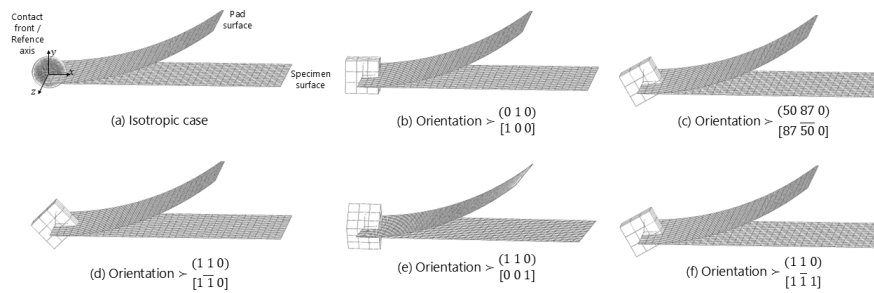 Contact
front /
Refence
axis
y
x
z
Pad
surface
Specimen
surface
(a) Isotropic case
(b) Orientation ≻ (0 1 0)
[1 0 0]
(c) Orientation ≻ (50 87 0)
[87 5̅0̅ 0]
(d) Orientation ≻ (1 1 0)
[1 1̅ 0]
(e) Orientation ≻ (1 1 0)
[0 0 1]
(f) Orientation ≻ (1 1 0)
[1 1̅ 1]